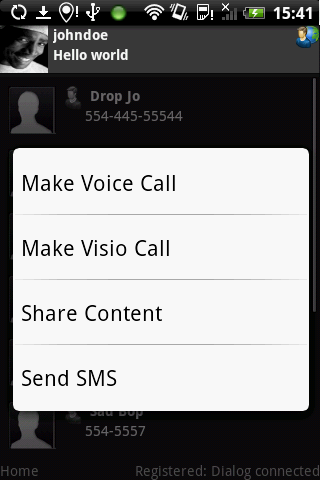 15:41
johndoe
Hello world
Drop Jo
554-445-55544
Make Voice Call
Make Visio Call
Share Content
Send SMS
Sad Bop
554-5557
Home Registered: Dialog connected